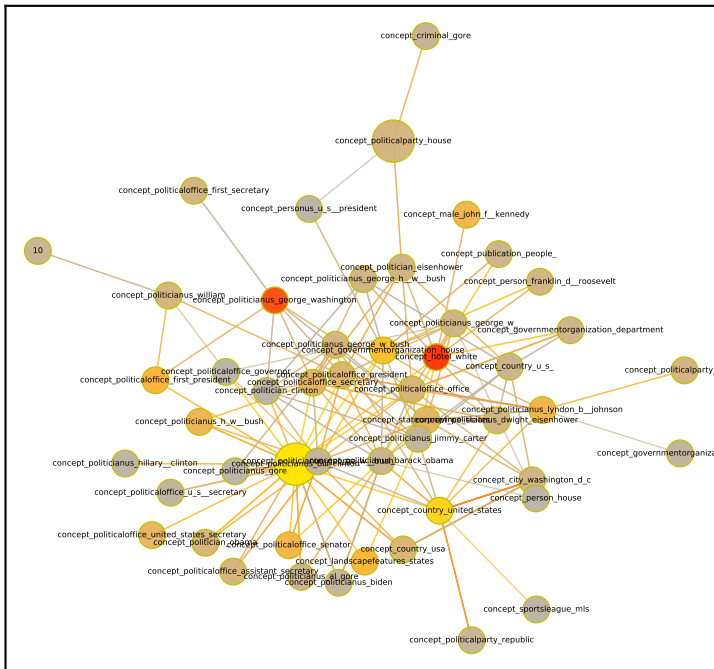 concept_criminal_gore
concept_politicalparty_house
concept_politicaloffice_first_secretary
concept_personus_u_s__president
concept_male_john_f__kennedy
10
concept_publication_people_
concept_politician_eisenhower
concept_politicianus_george_h__w__bush
concept_person_franklin_d__roosevelt
concept_politicianus_william
concept_politicianus_george_washington
concept_politicianus_george_w
concept_governmentorganization_department
concept_politicianus_george_w_bush
concept_governmentorganization_house
concept_hotel_white
concept_country_u_s_
concept_politicaloffice_governor
concept_politicaloffice_president
concept_politicalparty_
concept_politicaloffice_first_president
concept_politicaloffice_secretary
concept_politician_clinton
concept_politicaloffice_office
concept_politicianus_lyndon_b__johnson
concept_politicianus_h_w__bush
concept_politicianus_dwight_eisenhower
concept_politicianus_jimmy_carter
concept_governmentorganiza
concept_politicianus_hillary__clinton
concept_politicianus_bill_clinton
concept_politicianus_barack_obama
concept_politicianus_gore
concept_city_washington_d_c
concept_politicaloffice_u_s__secretary
concept_person_house
concept_country_united_states
concept_politicaloffice_united_states_secretary
concept_politician_obama
concept_politicaloffice_senator
concept_country_usa
concept_landscapefeatures_states
concept_politicaloffice_assistant_secretary
concept_politicianus_al_gore
concept_politicianus_biden
concept_sportsleague_mls
concept_politicalparty_republic